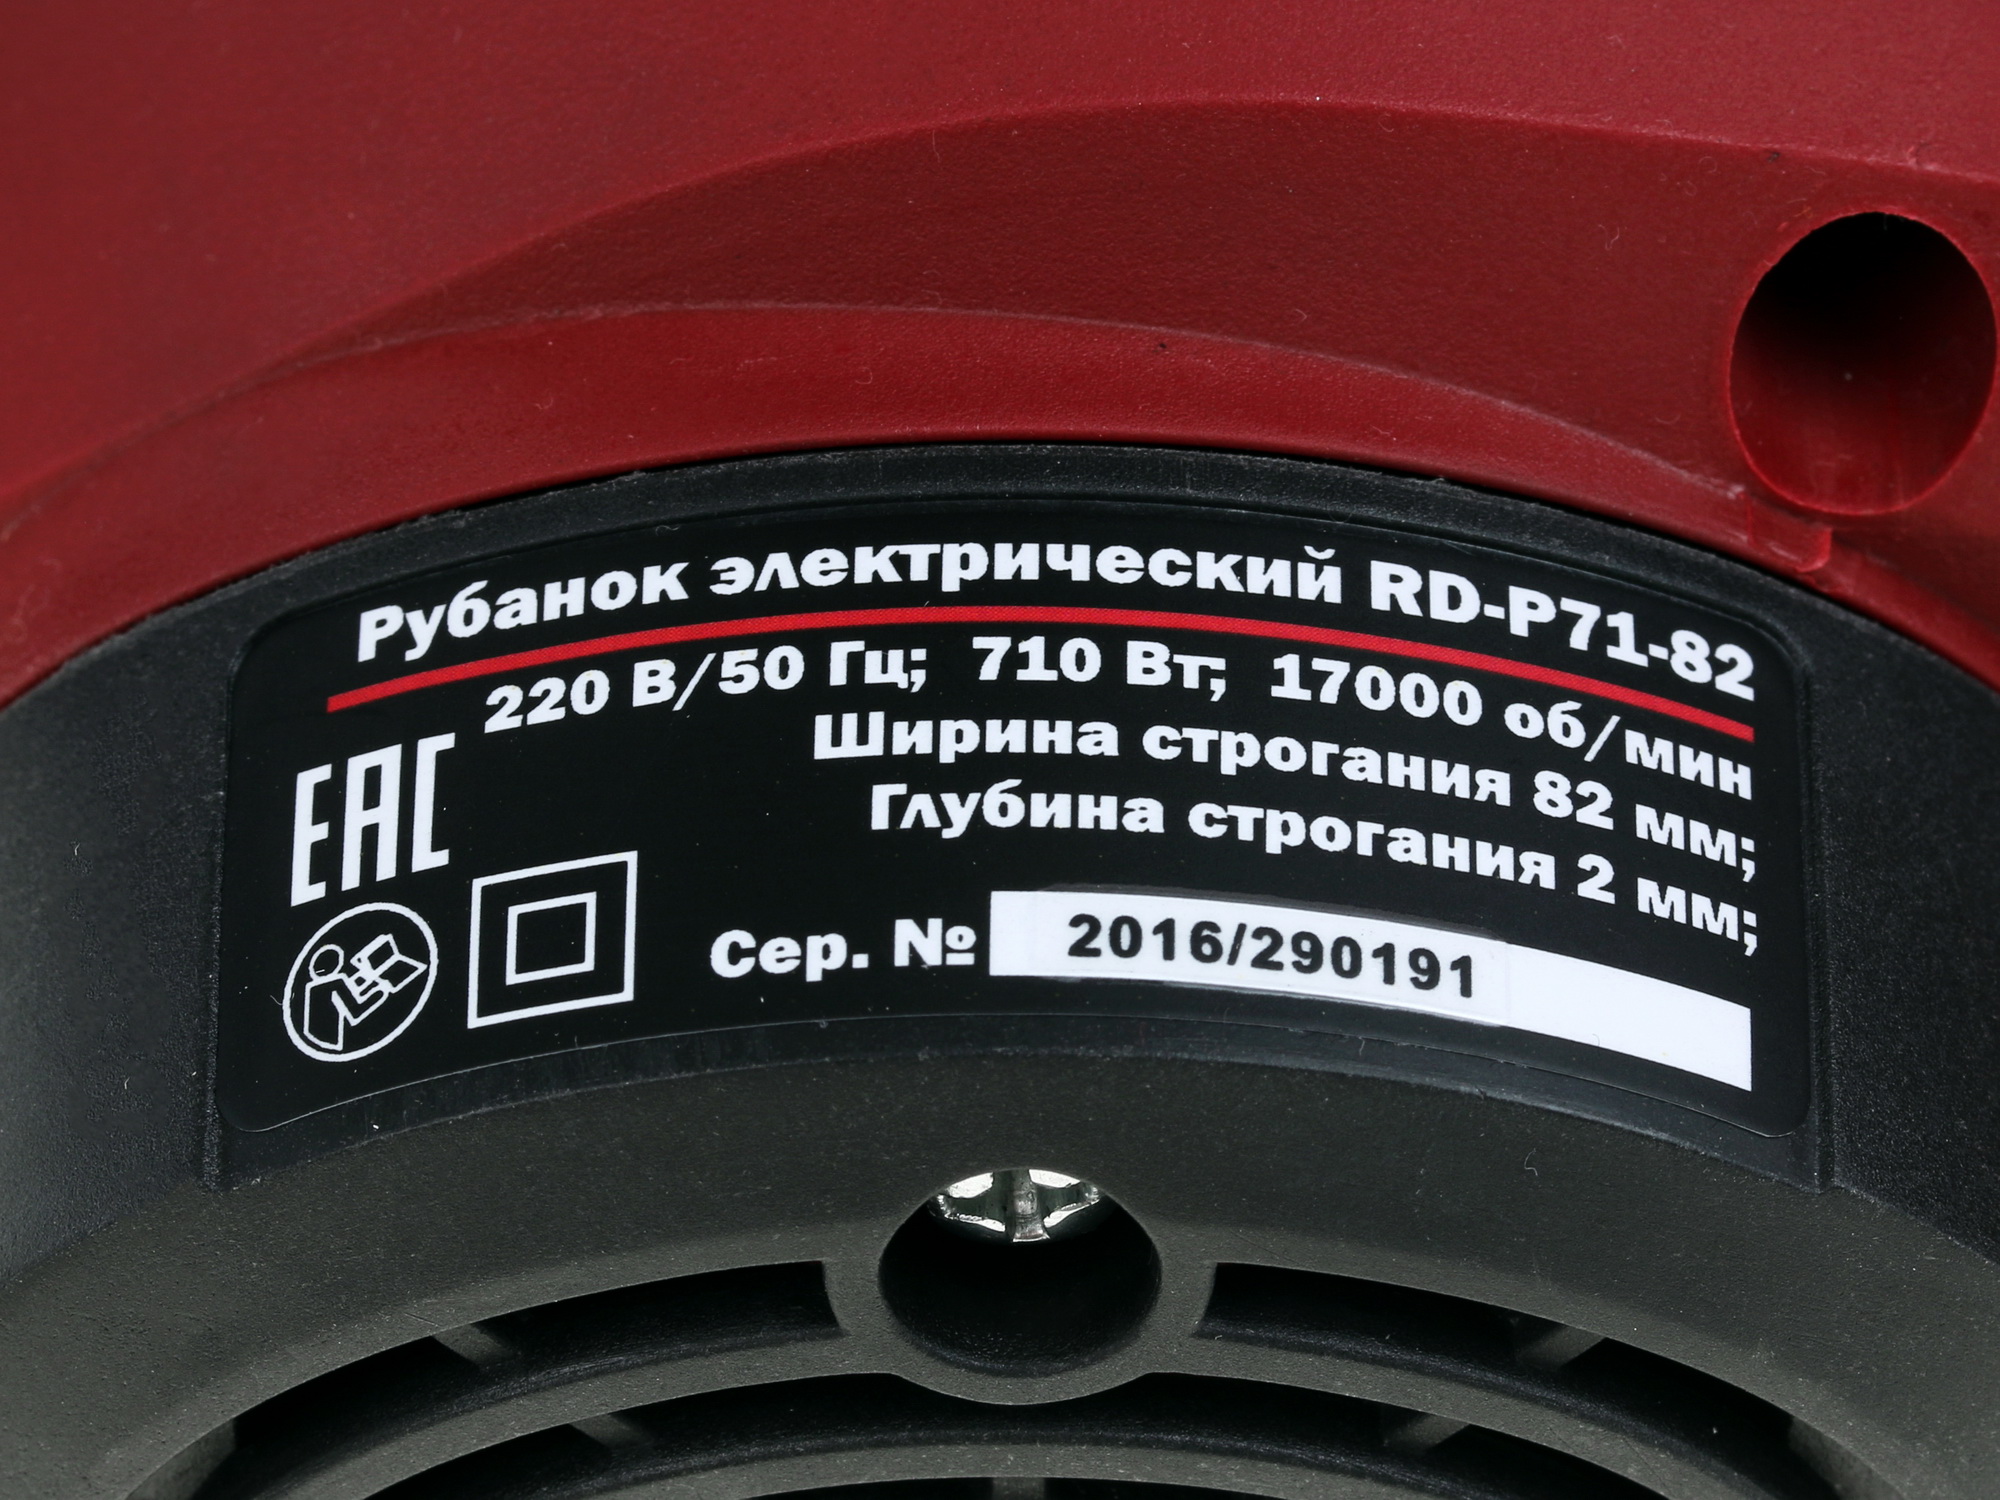 Рубанок электрический RD-P71-82
220 В/50 Гц; 710 Вт; 17000 об/мин
Ширина строгания 82 мм;
Глубина строгания 2 мм;
EAC
Сер. № 2016/290191